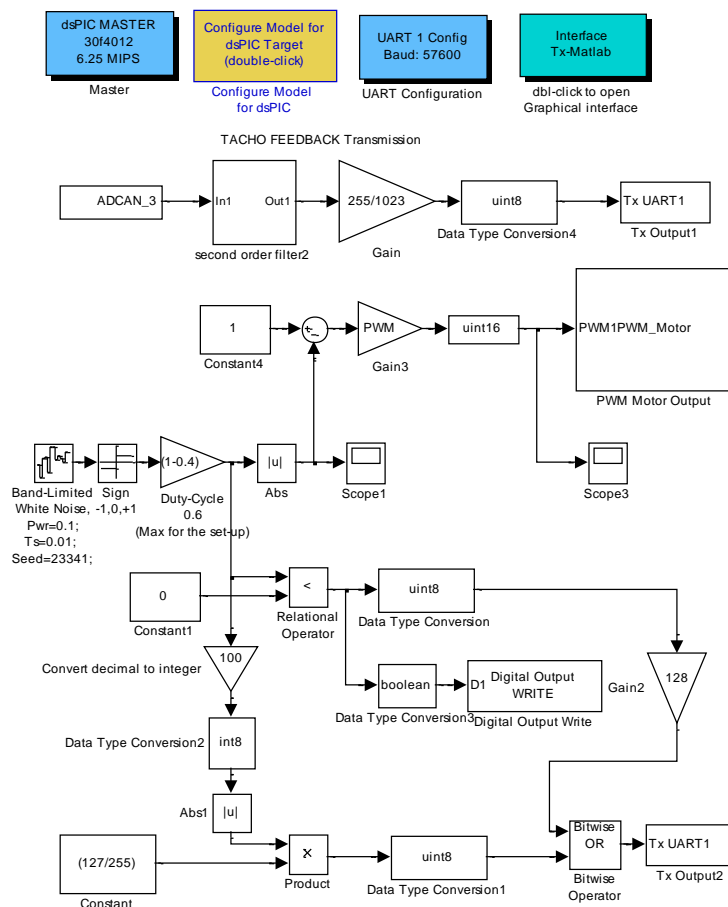 dsPIC MASTER
30f4012
6.25 MIPS
Master
Configure Model for
dsPIC Target
(double-click)
Configure Model
for dsPIC
UART 1 Config
Baud: 57600
UART Configuration
Interface
Tx-Matlab
dbl-click to open
Graphical interface
TACHO FEEDBACK Transmission
ADCAN_3
In1
Out1
second order filter2
255/1023
Gain
uint8
Data Type Conversion4
Tx UART1
Tx Output1
1
Constant4
+-
PWM
Gain3
uint16
PWM1PWM_Motor
PWM Motor Output
Band-Limited
White Noise,
Pwr=0.1;
Ts=0.01;
Seed=23341;
Sign
-1,0,+1
(1-0.4)
Duty-Cycle
0.6
(Max for the set-up)
|u|
Abs
Scope1
Scope3
0
Constant1
<
Relational
Operator
uint8
Data Type Conversion
100
Convert decimal to integer
boolean
Data Type Conversion3
D1
Digital Output
WRITE
Digital Output Write
128
Gain2
int8
Data Type Conversion2
|u|
Abs1
(127/255)
Constant
x
Product
uint8
Data Type Conversion1
Bitwise
OR
Bitwise
Operator
Tx UART1
Tx Output2